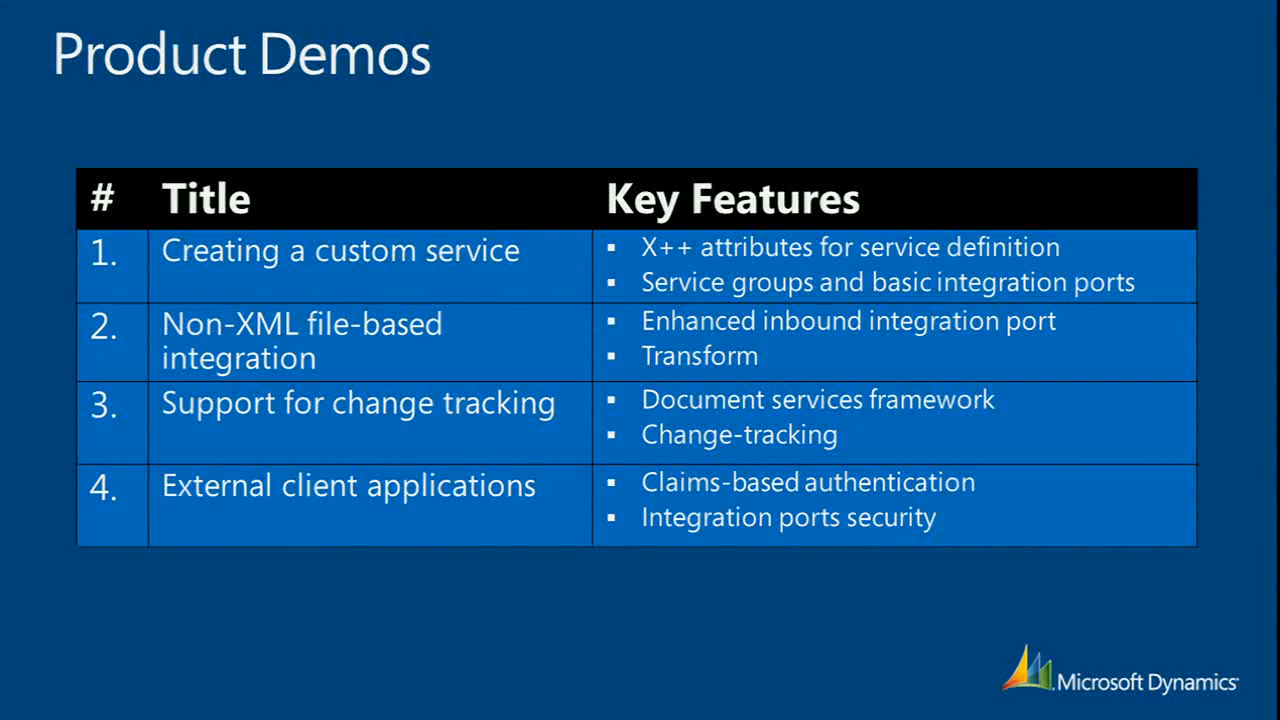 Product Demos
# Title Key Features
1. Creating a custom service
▪ X++ attributes for service definition
▪ Service groups and basic integration ports
2. Non-XML file-based
integration
▪ Enhanced inbound integration port
▪ Transform
3. Support for change tracking
▪ Document services framework
▪ Change-tracking
4. External client applications
▪ Claims-based authentication
▪ Integration ports security
Microsoft Dynamics